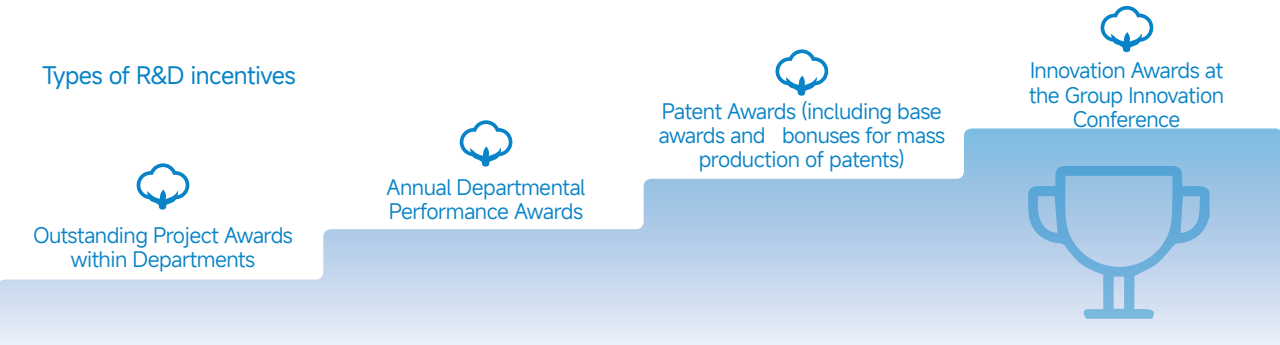 Types of R&D incentives
Outstanding Project Awards
within Departments
Annual Departmental
Performance Awards
Patent Awards (including base
awards and bonuses for mass
production of patents)
Innovation Awards at
the Group Innovation
Conference